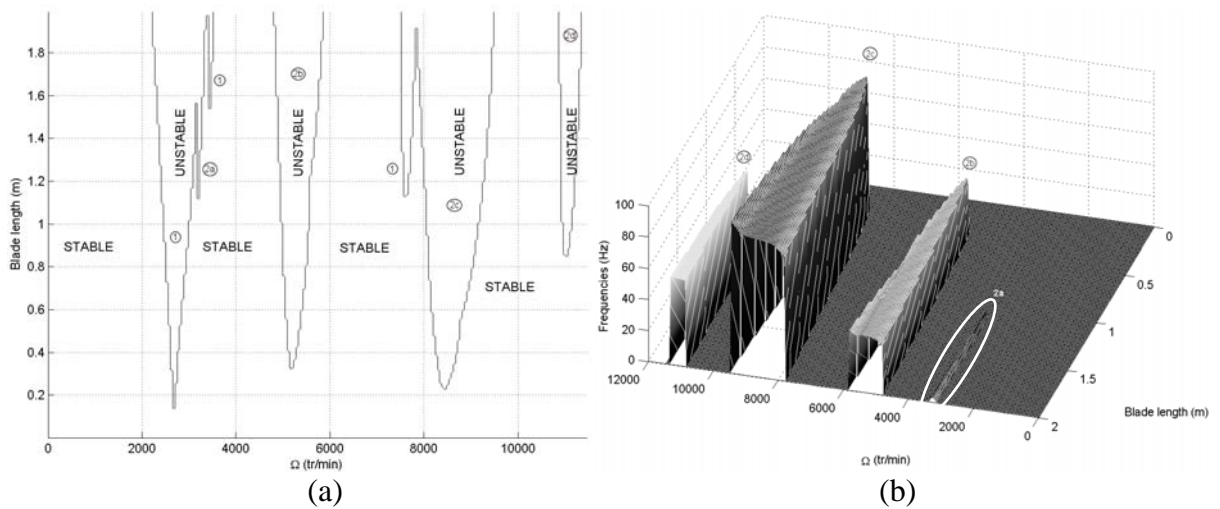 1.8
1.6
1.4
1.2
1
0.8
0.6
0.4
0.2
Blade length (m)
0
2000
4000
6000
8000
10000
Ω (tr/min)
UNSTABLE
UNSTABLE
UNSTABLE
UNSTABLE
STABLE
STABLE
STABLE
STABLE
1
2a
1
2b
1
2c
2d
(a)
100
80
60
40
20
0
Frequencies (Hz)
12000
10000
8000
6000
4000
2000
0
Ω (tr/min)
0
0.5
1
1.5
2
Blade length (m)
2d
2c
2b
2a
(b)